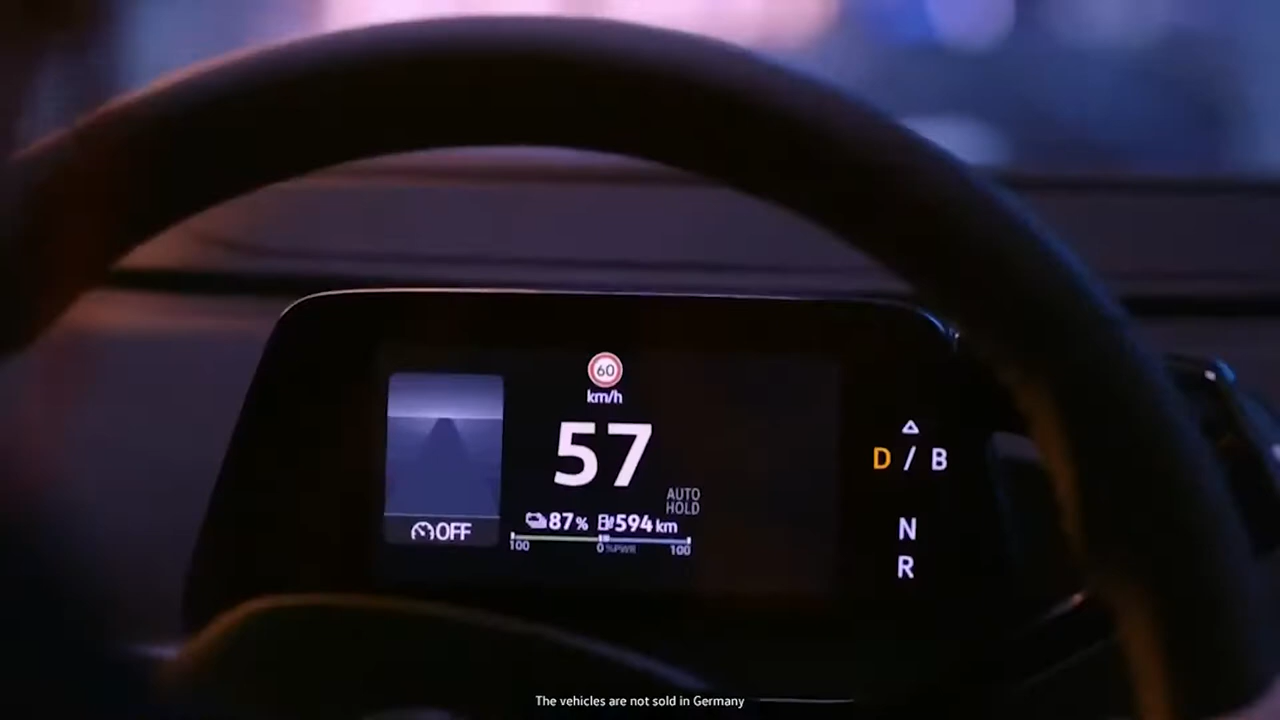 60
km/h
57
AUTO
HOLD
87% 594 km
100 0 %PWR 100
OFF
D / B
N
R
The vehicles are not sold in Germany